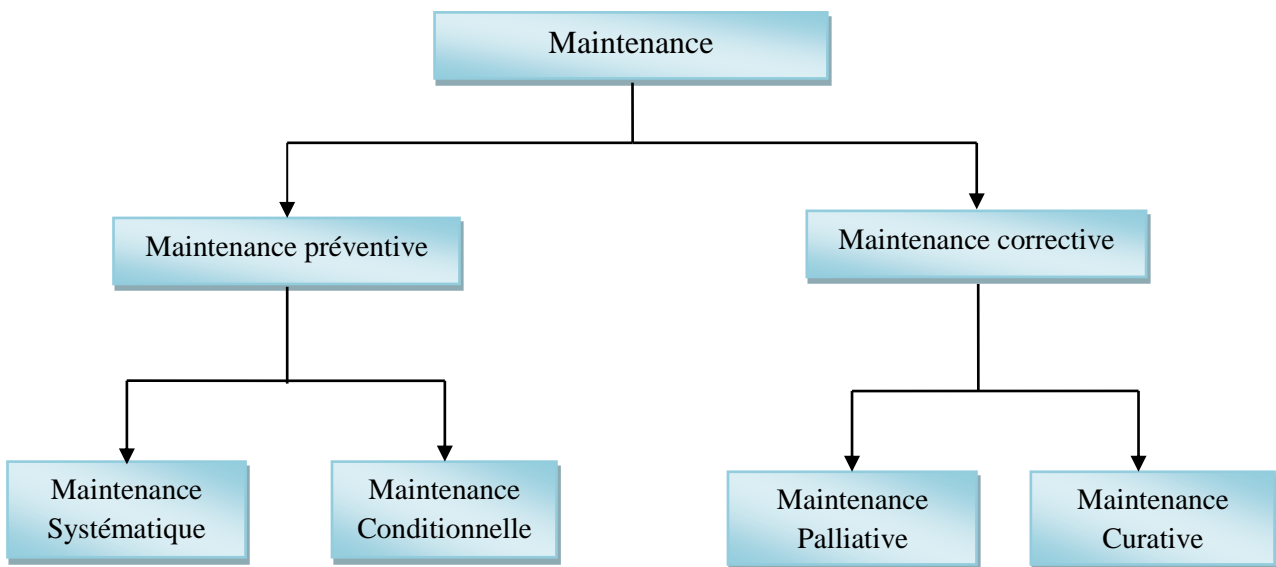 Maintenance
Maintenance préventive
Maintenance corrective
Maintenance
Systématique
Maintenance
Conditionnelle
Maintenance
Palliative
Maintenance
Curative